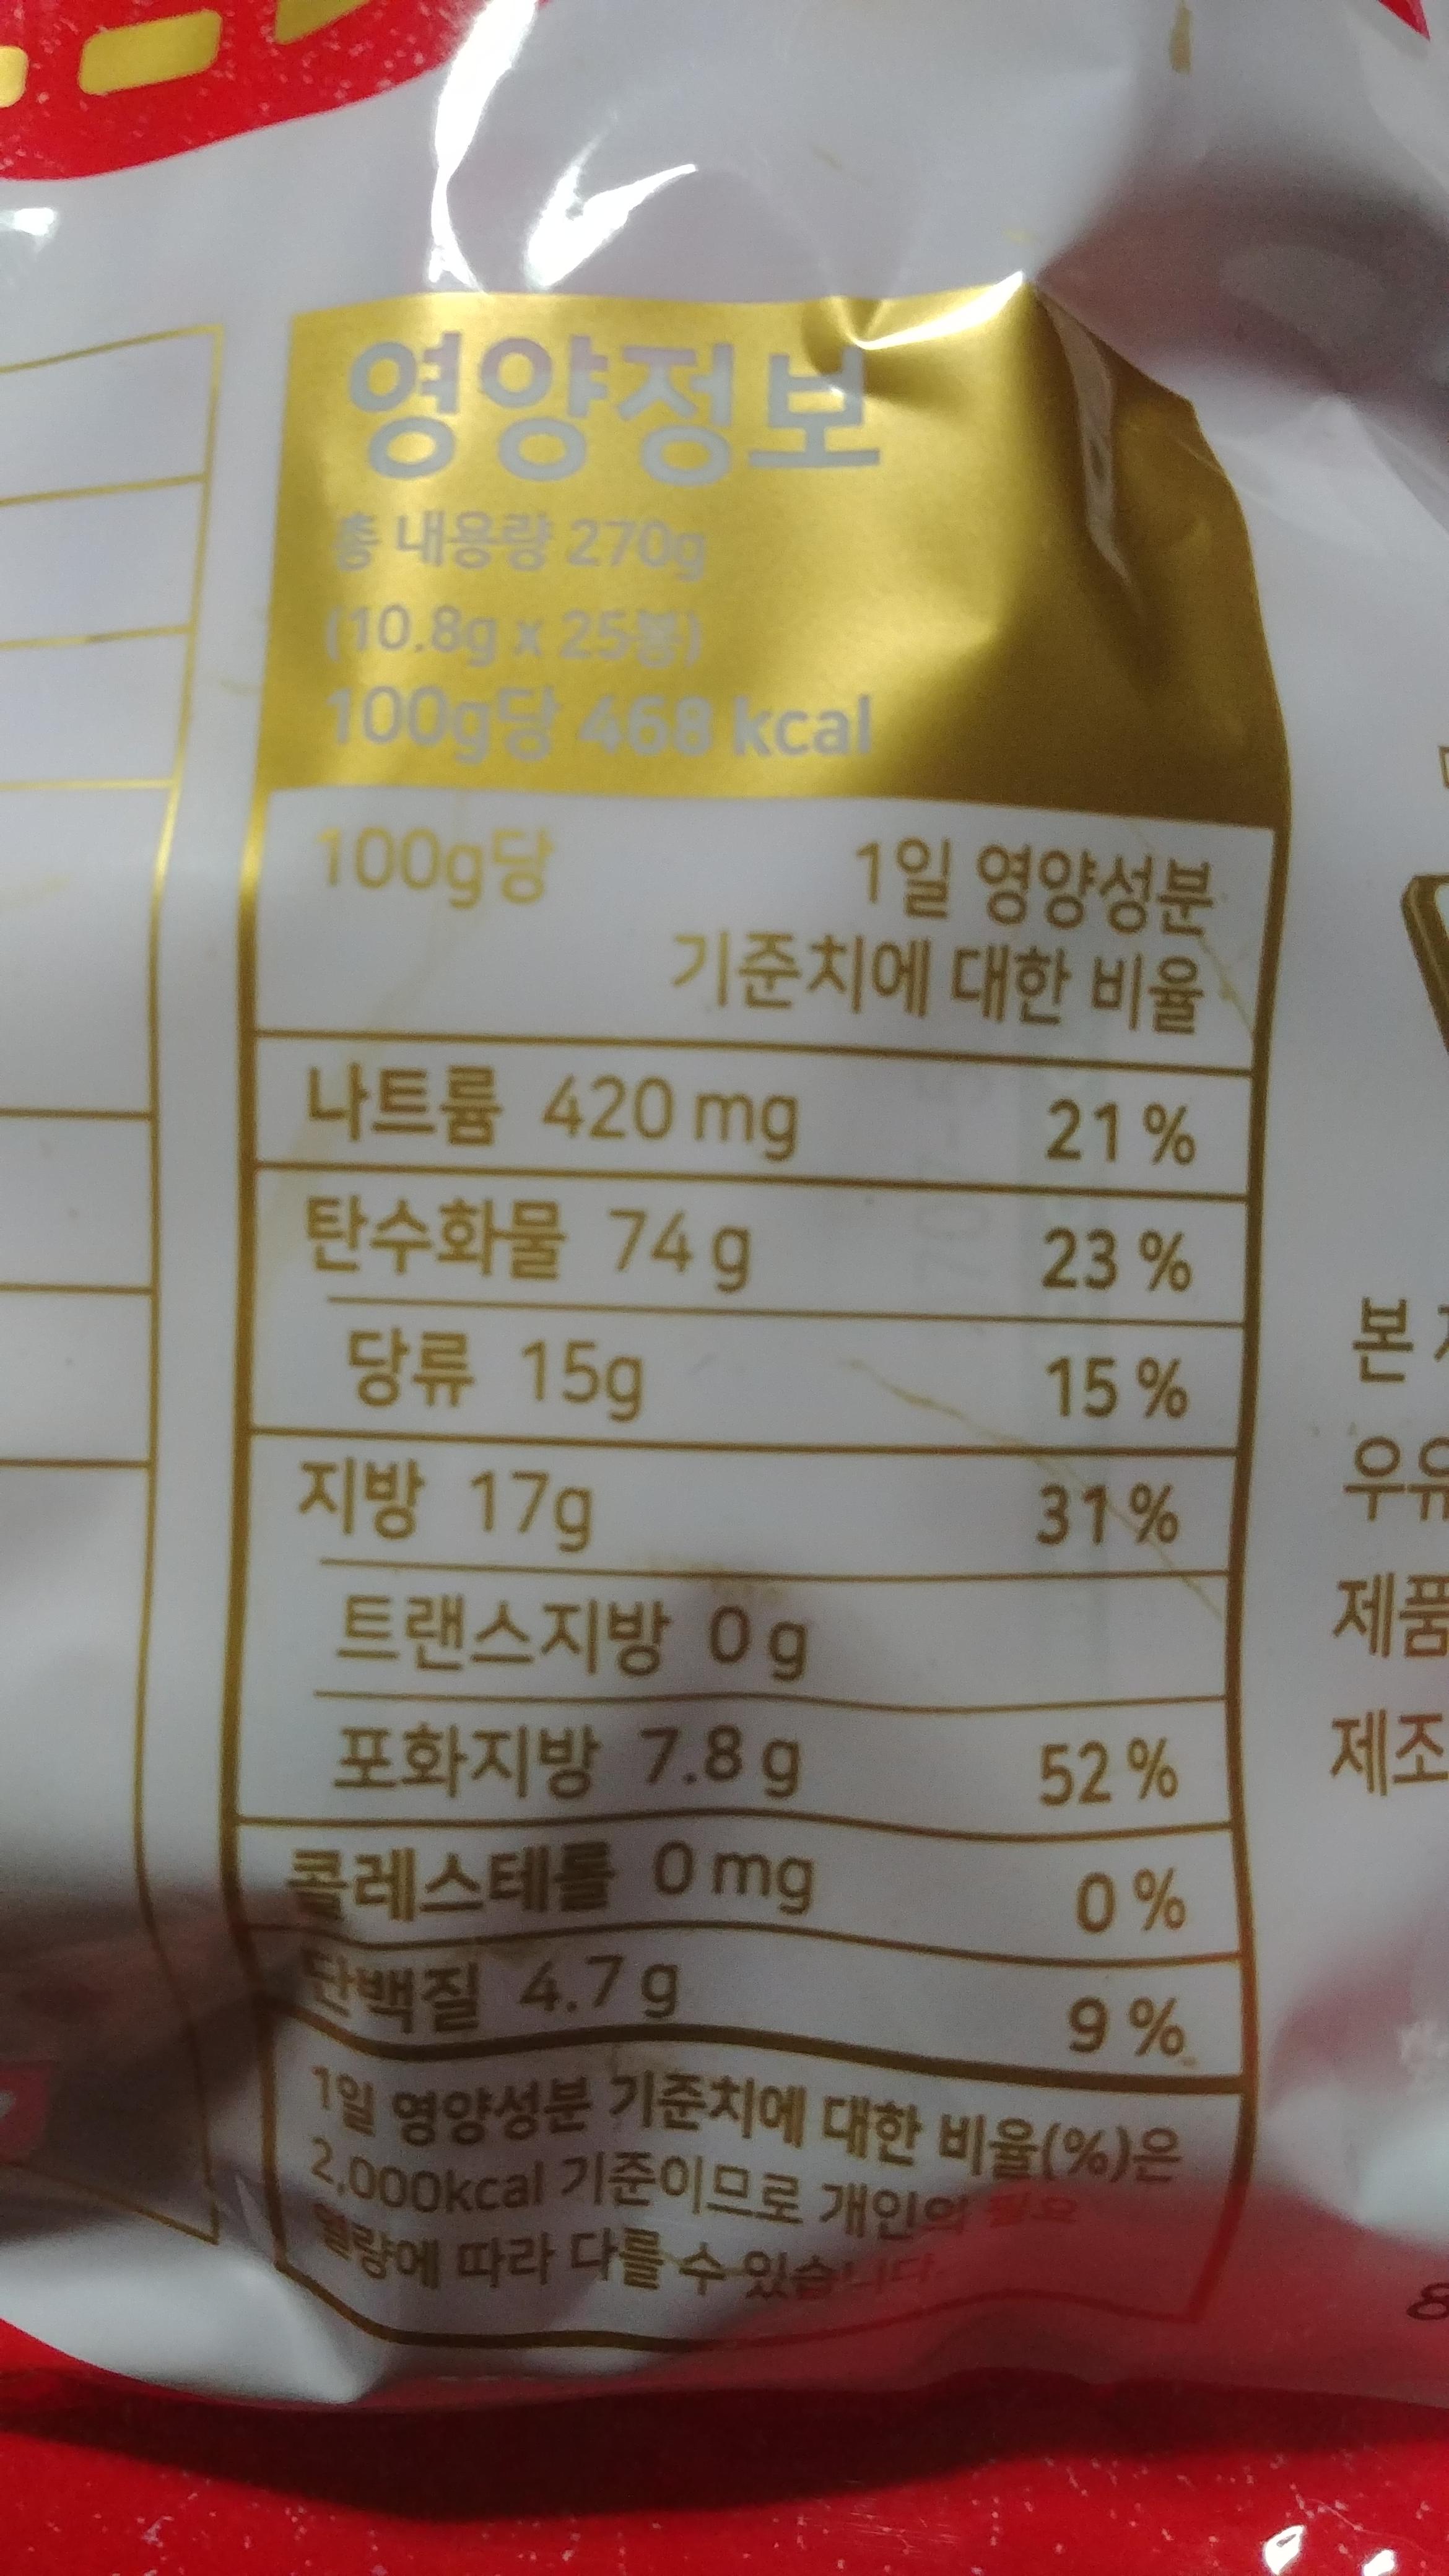 영양정보
총 내용량 270g
(10.8g x 25봉)
100g당 468 kcal
100g당 1일 영양성분
기준치에 대한 비율
나트륨 420 mg 21 %
탄수화물 74 g 23 %
당류 15g 15 %
지방 17g 31 %
트랜스지방 0 g
포화지방 7.8 g 52 %
콜레스테롤 0 mg 0 %
단백질 4.7 g 9 %
1일 영양성분 기준치에 대한 비율(%)은
2,000kcal 기준이므로 개인의 필요
열량에 따라 다를 수 있습니다.
본
우유
제품
제조